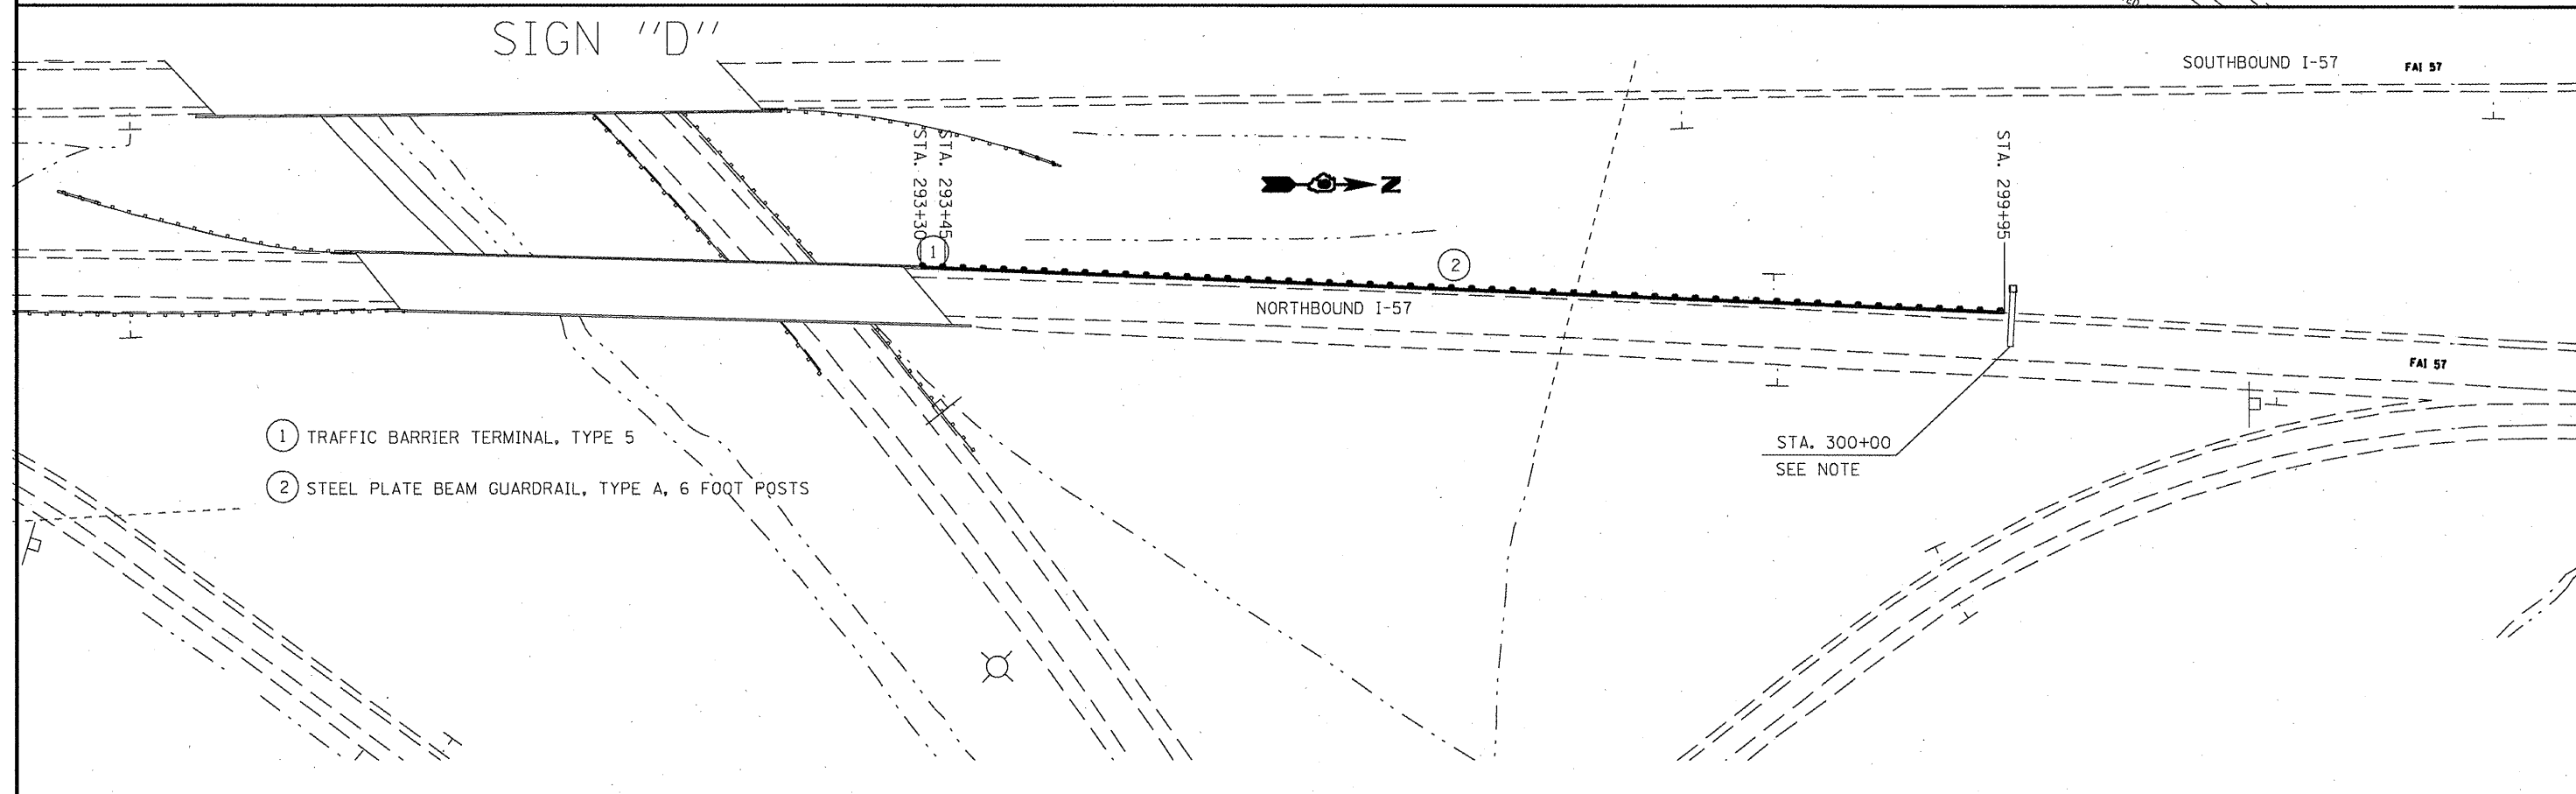 SIGN "D"
SOUTHBOUND I-57
FAI 57
STA. 293+30
STA. 293+45
N
STA. 299+95
1
2
NORTHBOUND I-57
FAI 57
1 TRAFFIC BARRIER TERMINAL, TYPE 5
2 STEEL PLATE BEAM GUARDRAIL, TYPE A, 6 FOOT POSTS
STA. 300+00
SEE NOTE